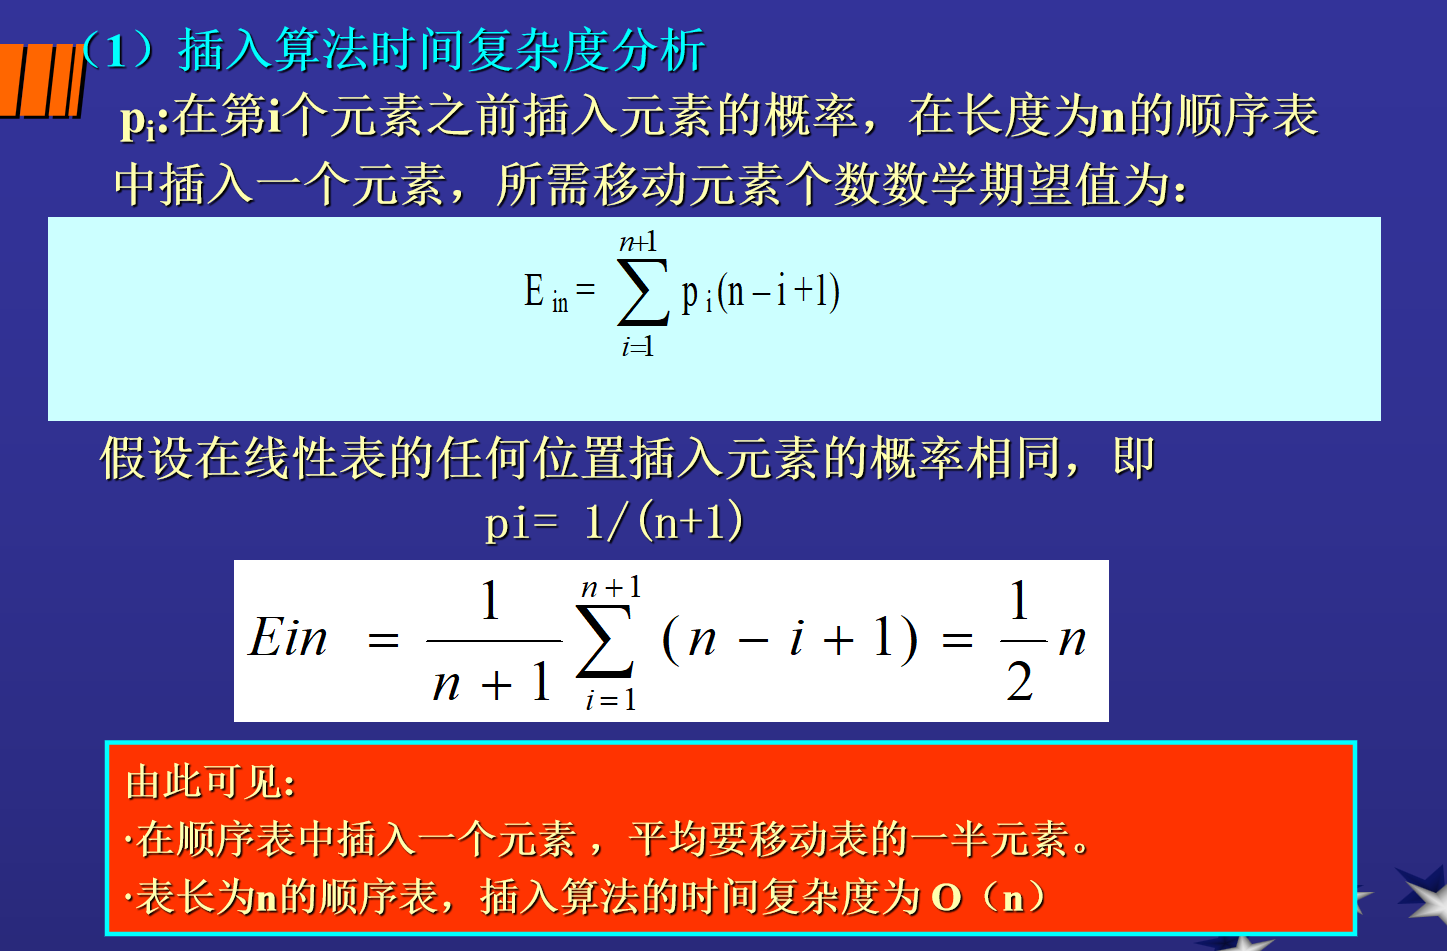 （1）插入算法时间复杂度分析
pi:在第i个元素之前插入元素的概率，在长度为n的顺序表
中插入一个元素，所需移动元素个数数学期望值为：
E in = ∑ i=1 n+1 p i (n – i +1)
假设在线性表的任何位置插入元素的概率相同，即
pi= 1/(n+1)
Ein = 1/(n + 1) ∑ i = 1 n + 1 ( n − i + 1 ) = 1/2 n
由此可见:
·在顺序表中插入一个元素 ，平均要移动表的一半元素。
·表长为n的顺序表，插入算法的时间复杂度为 O（n）